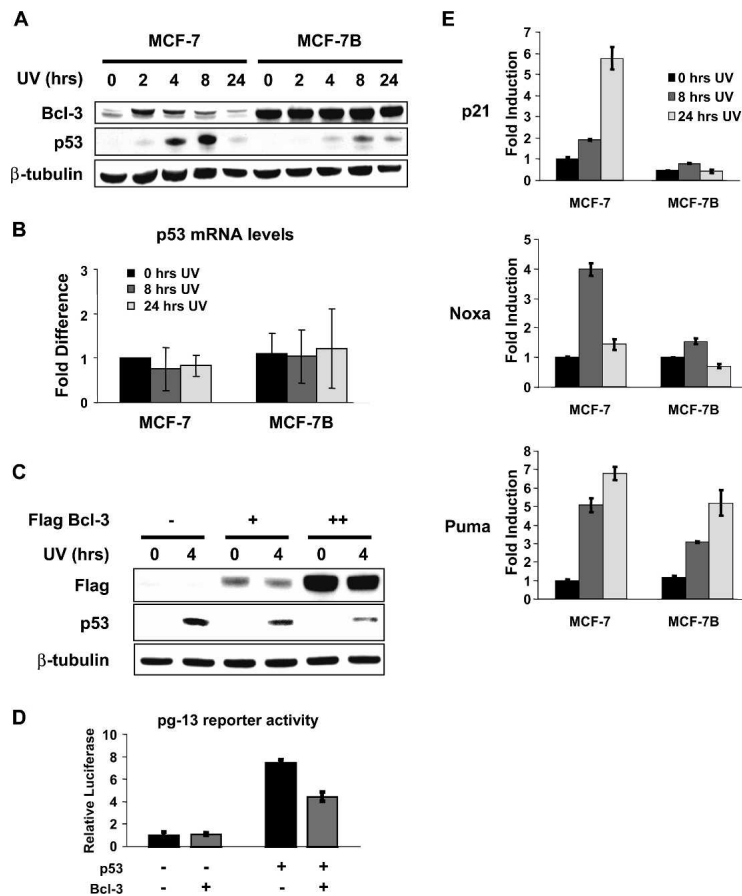 A
MCF-7 MCF-7B
UV (hrs) 0 2 4 8 24 0 2 4 8 24
Bcl-3
p53
β-tubulin
B
p53 mRNA levels
3
2
1
0
Fold Difference
0 hrs UV
8 hrs UV
24 hrs UV
MCF-7 MCF-7B
C
Flag Bcl-3 - + ++
UV (hrs) 0 4 0 4 0 4
Flag
p53
β-tubulin
D
pg-13 reporter activity
10
8
6
4
2
0
Relative Luciferase
p53 - - + +
Bcl-3 - + - +
E
p21
Fold Induction
7
6
5
4
3
2
1
0
0 hrs UV
8 hrs UV
24 hrs UV
MCF-7 MCF-7B
Noxa
Fold Induction
5
4
3
2
1
0
MCF-7 MCF-7B
Puma
Fold Induction
8
7
6
5
4
3
2
1
0
MCF-7 MCF-7B